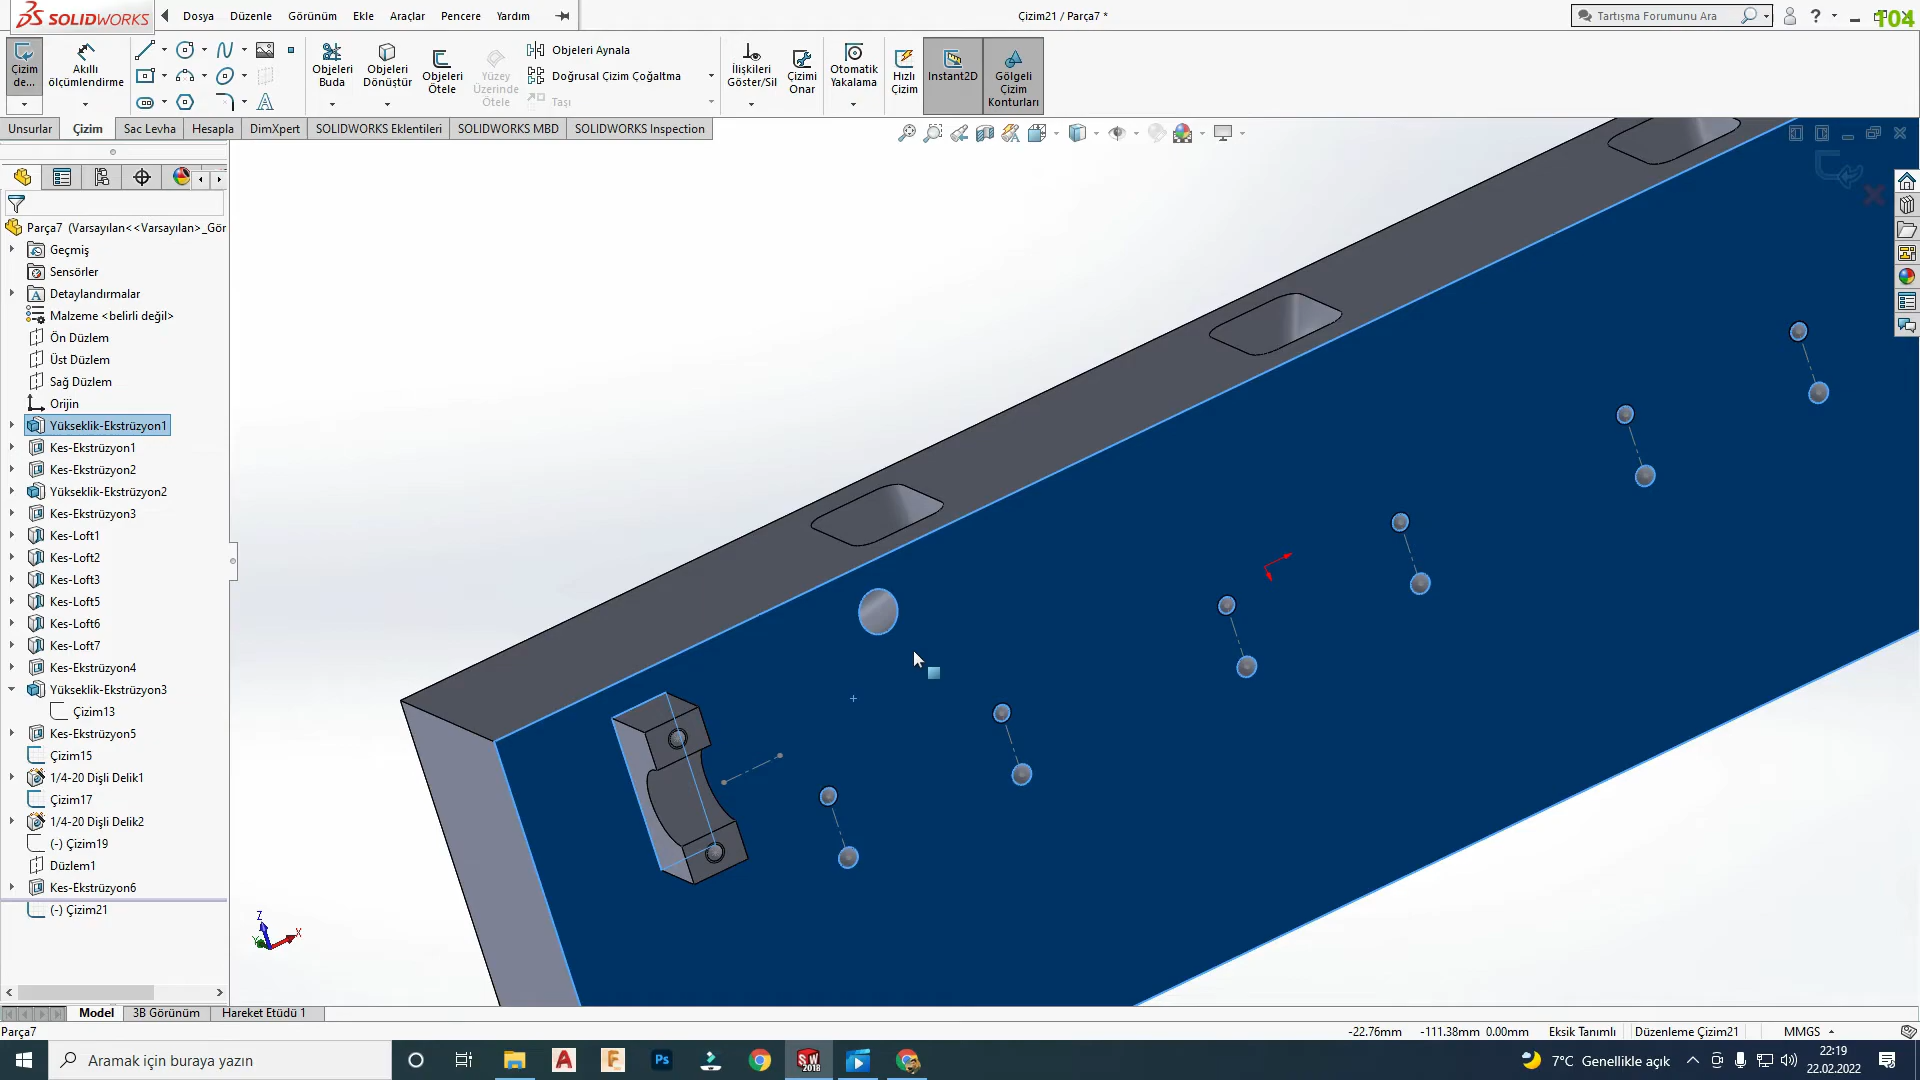 SOLIDWORKS
Dosya
Düzenle
Görünüm
Ekle
Araçlar
Pencere
Yardım
Çizim21 / Parça7 *
Tartışma Forumunu Ara
104
Çizim
de...
Akıllı
ölçümlendirme
Objeleri
Buda
Objeleri
Dönüştür
Objeleri
Ötele
Yüzey
Üzerinde
Ötele
Objeleri Aynala
Doğrusal Çizim Çoğaltma
Taşı
İlişkileri
Göster/Sil
Çizimi
Onar
Otomatik
Yakalama
Hızlı
Çizim
Instant2D
Gölgeli
Çizim
Konturları
Unsurlar
Çizim
Sac Levha
Hesapla
DimXpert
SOLIDWORKS Eklentileri
SOLIDWORKS MBD
SOLIDWORKS Inspection
Parça7 (Varsayılan<<Varsayılan>_Gör
Geçmiş
Sensörler
Detaylandırmalar
Malzeme <belirli değil>
Ön Düzlem
Üst Düzlem
Sağ Düzlem
Orijin
Yükseklik-Ekstrüzyon1
Kes-Ekstrüzyon1
Kes-Ekstrüzyon2
Yükseklik-Ekstrüzyon2
Kes-Ekstrüzyon3
Kes-Loft1
Kes-Loft2
Kes-Loft3
Kes-Loft5
Kes-Loft6
Kes-Loft7
Kes-Ekstrüzyon4
Yükseklik-Ekstrüzyon3
Çizim13
Kes-Ekstrüzyon5
Çizim15
1/4-20 Dişli Delik1
Çizim17
1/4-20 Dişli Delik2
(-) Çizim19
Düzlem1
Kes-Ekstrüzyon6
(-) Çizim21
Z
X
Y
Model
3B Görünüm
Hareket Etüdü 1
Parça7
-22.76mm
-111.38mm 0.00mm
Eksik Tanımlı
Düzenleme Çizim21
MMGS
Aramak için buraya yazın
7°C Genellikle açık
22:19
22.02.2022